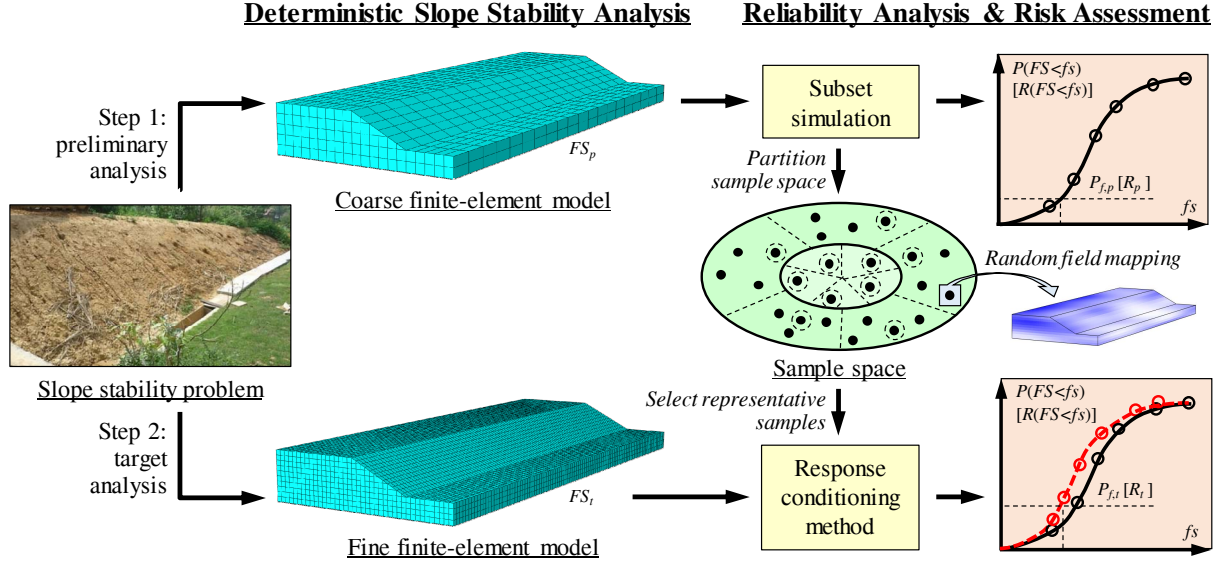 Deterministic Slope Stability Analysis
Reliability Analysis & Risk Assessment
Step 1:
preliminary
analysis
FSp
Coarse finite-element model
Subset
simulation
P(FS<fs)
[R(FS<fs)]
Pf,p [Rp]
fs
Partition
sample space
Random field mapping
Sample space
Slope stability problem
Step 2:
target
analysis
FSt
Fine finite-element model
Select representative
samples
Response
conditioning
method
P(FS<fs)
[R(FS<fs)]
Pf,t [Rt]
fs